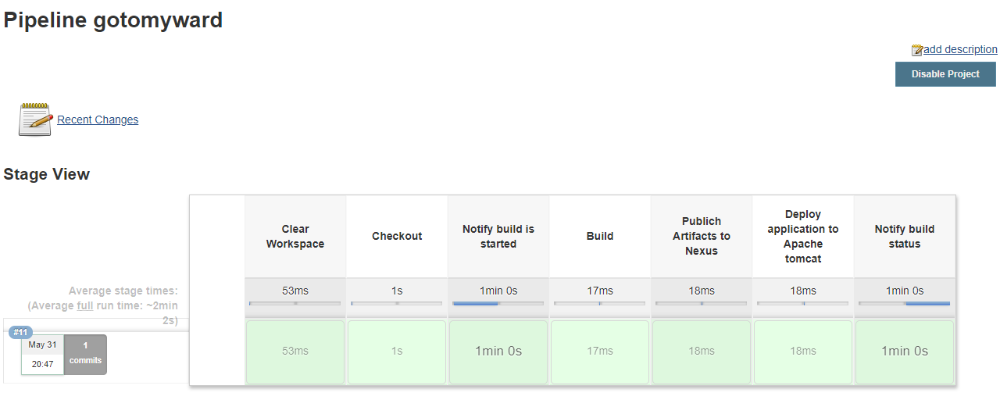 Pipeline gotomyward
add description
Disable Project
Recent Changes
Stage View
Clear
Workspace
Checkout
Notify build is
started
Build
Publish
Artifacts to
Nexus
Deploy
application to
Apache
tomcat
Notify build
status
Average stage times:
(Average full run time: ~2min
2s)
53ms
1s
1min 0s
17ms
18ms
18ms
1min 0s
#11
May 31
20:47
1
commits
53ms
1s
1min 0s
17ms
18ms
18ms
1min 0s